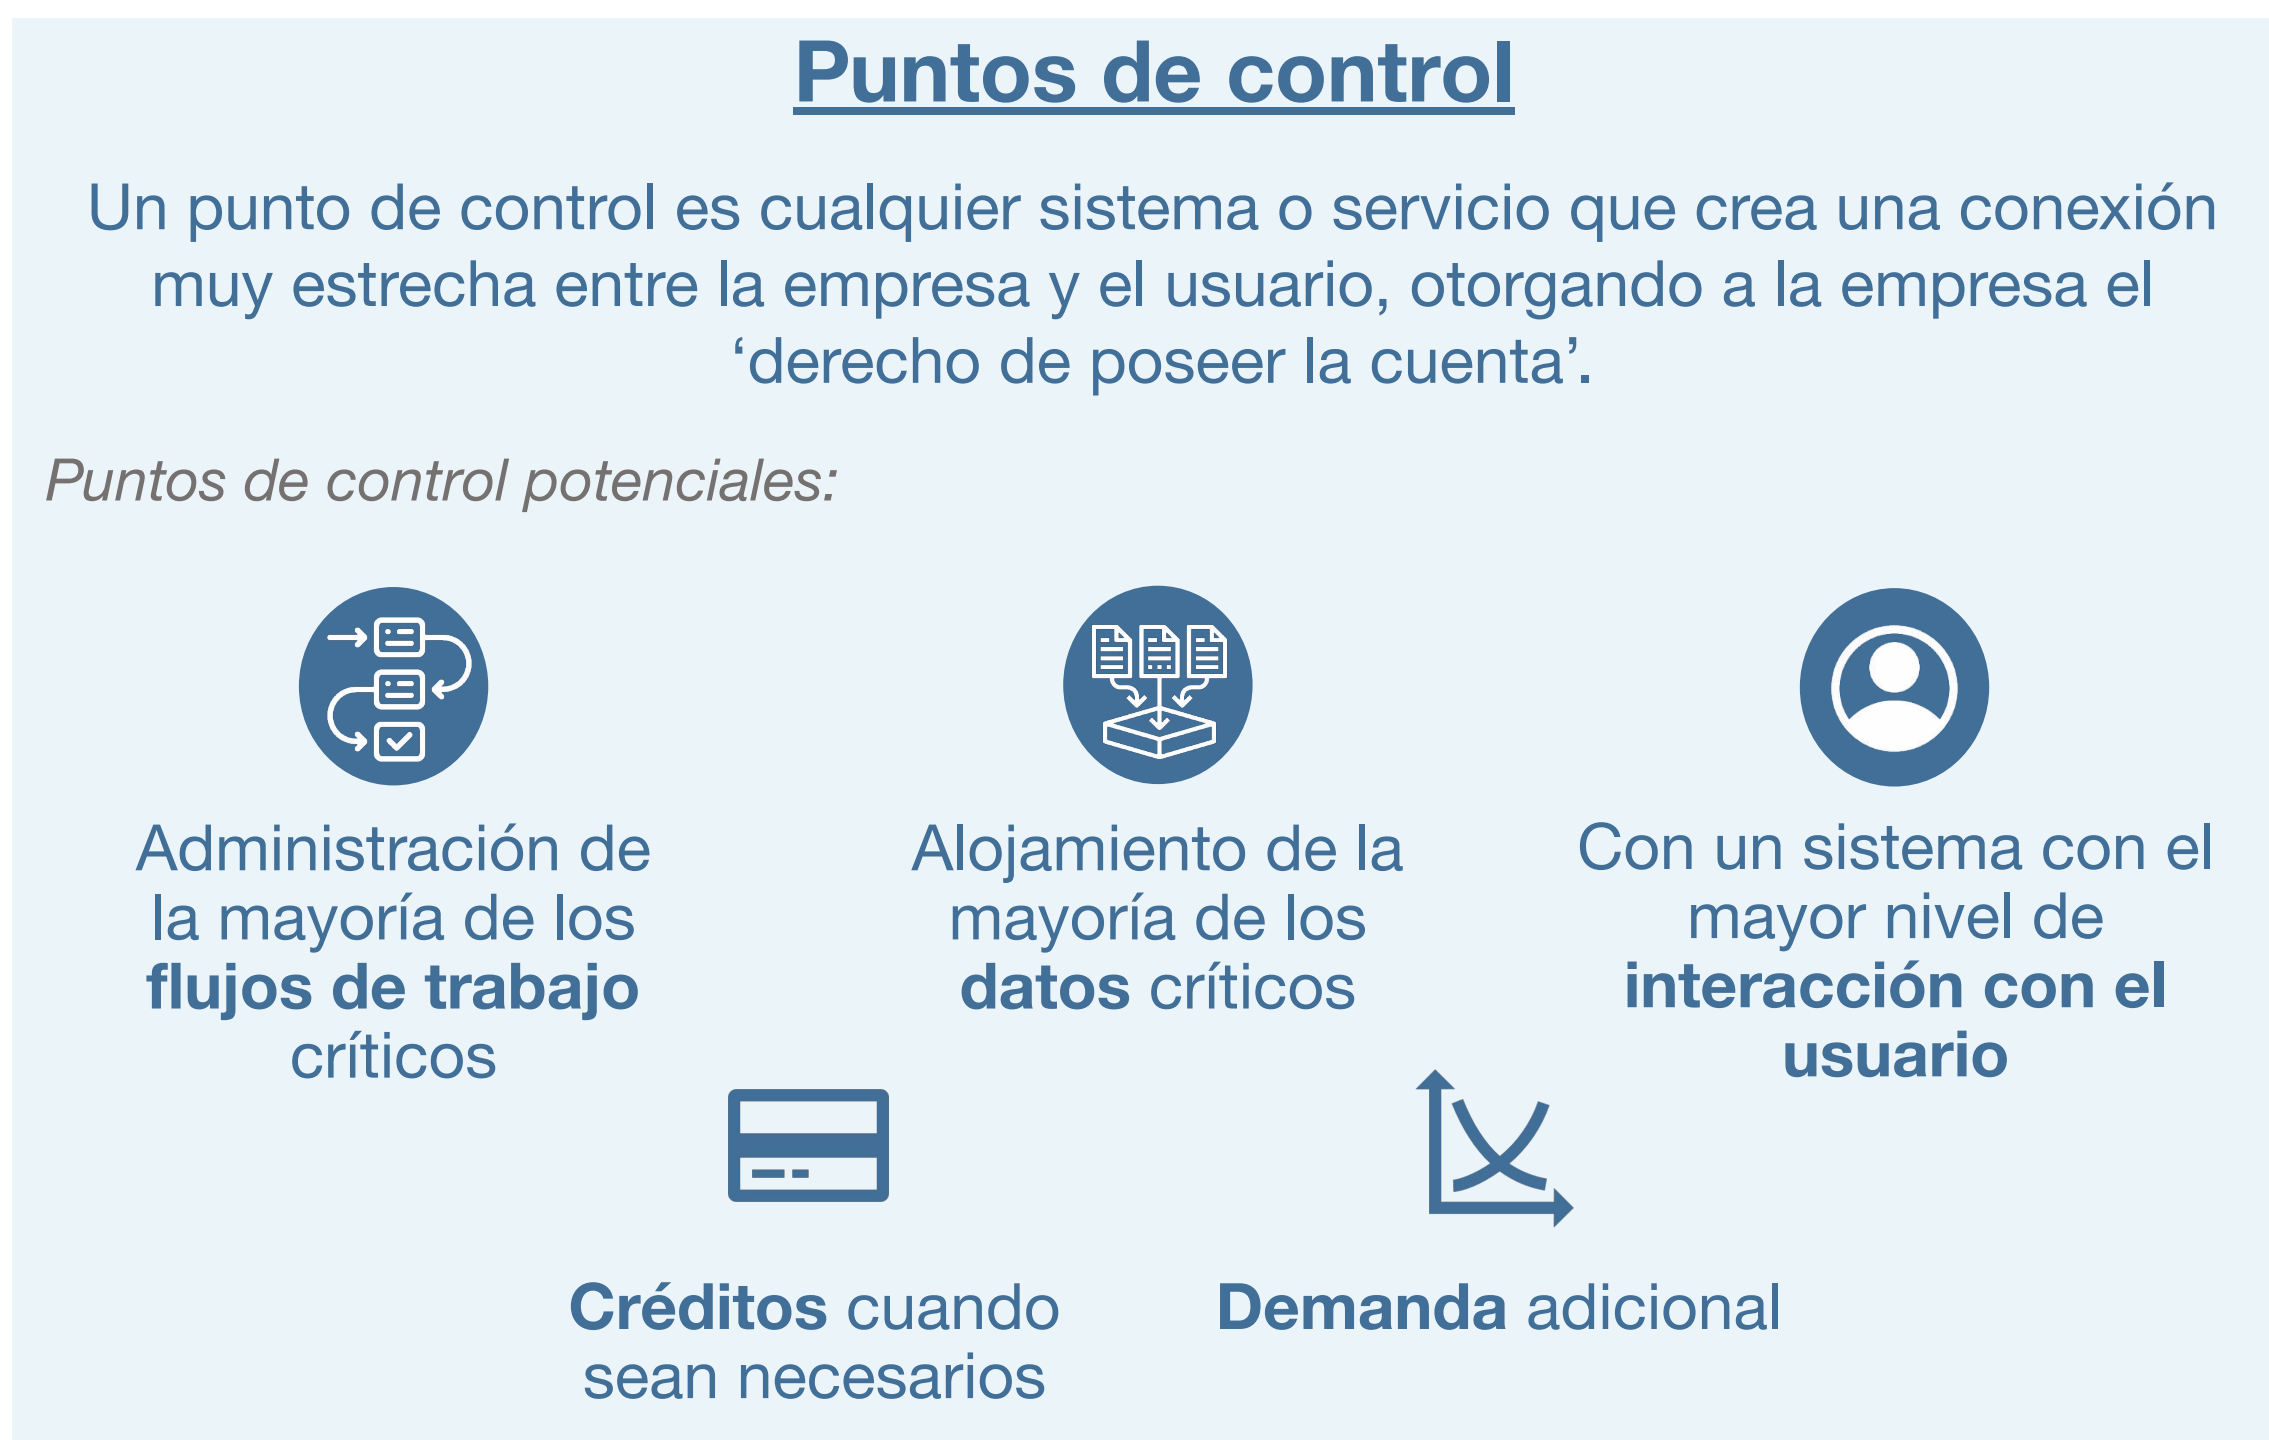 Puntos de control
Un punto de control es cualquier sistema o servicio que crea una conexión
muy estrecha entre la empresa y el usuario, otorgando a la empresa el
‘derecho de poseer la cuenta’.
Puntos de control potenciales:
Administración de
la mayoría de los
flujos de trabajo
críticos
Alojamiento de la
mayoría de los
datos críticos
Con un sistema con el
mayor nivel de
interacción con el
usuario
Créditos cuando
sean necesarios
Demanda adicional